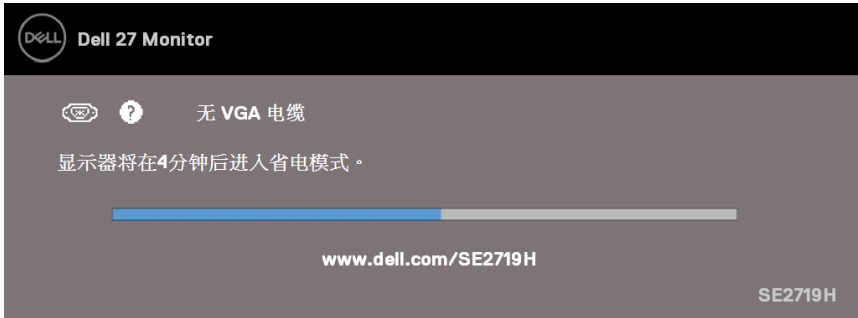 DELL Dell 27 Monitor
? 无 VGA 电缆
显示器将在4分钟后进入省电模式。
www.dell.com/SE2719H
SE2719H